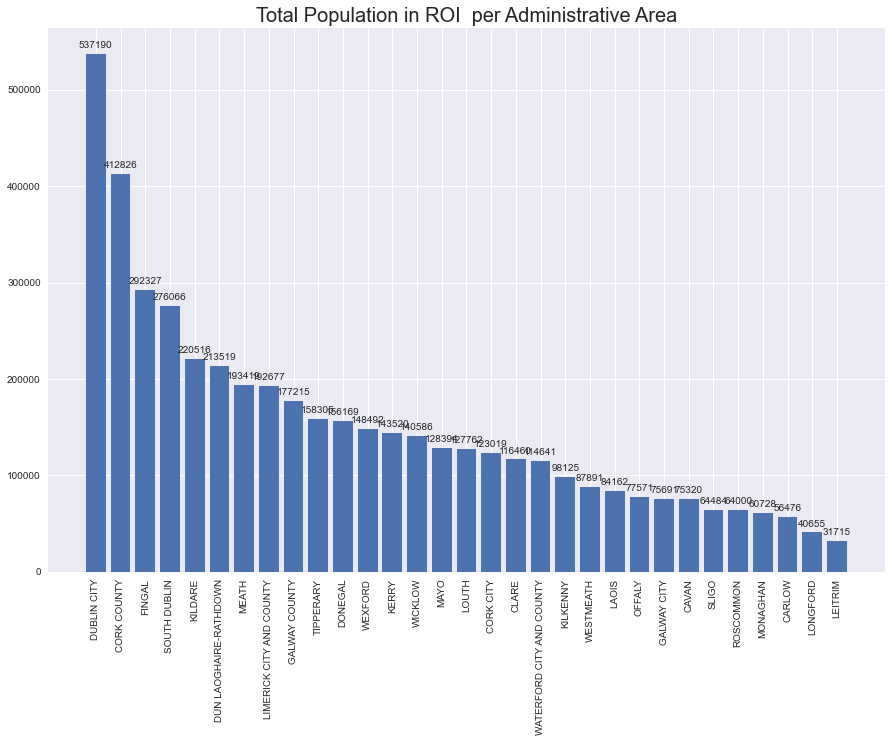 Total Population in ROI  per Administrative Area
537190
412826
292327
276066
220516
213519
193419
192677
177215
158305
156169
148492
143520
140586
128394
127762
123019
116460
114641
98125
87891
84162
77571
75691
75320
64484
64000
60728
56476
40655
31715
500000
400000
300000
200000
100000
0
DUBLIN CITY
CORK COUNTY
FINGAL
SOUTH DUBLIN
KILDARE
DÚN LAOGHAIRE-RATHDOWN
MEATH
LIMERICK CITY AND COUNTY
GALWAY COUNTY
TIPPERARY
DONEGAL
WEXFORD
KERRY
WICKLOW
MAYO
LOUTH
CORK CITY
CLARE
WATERFORD CITY AND COUNTY
KILKENNY
WESTMEATH
LAOIS
OFFALY
GALWAY CITY
CAVAN
SLIGO
ROSCOMMON
MONAGHAN
CARLOW
LONGFORD
LEITRIM